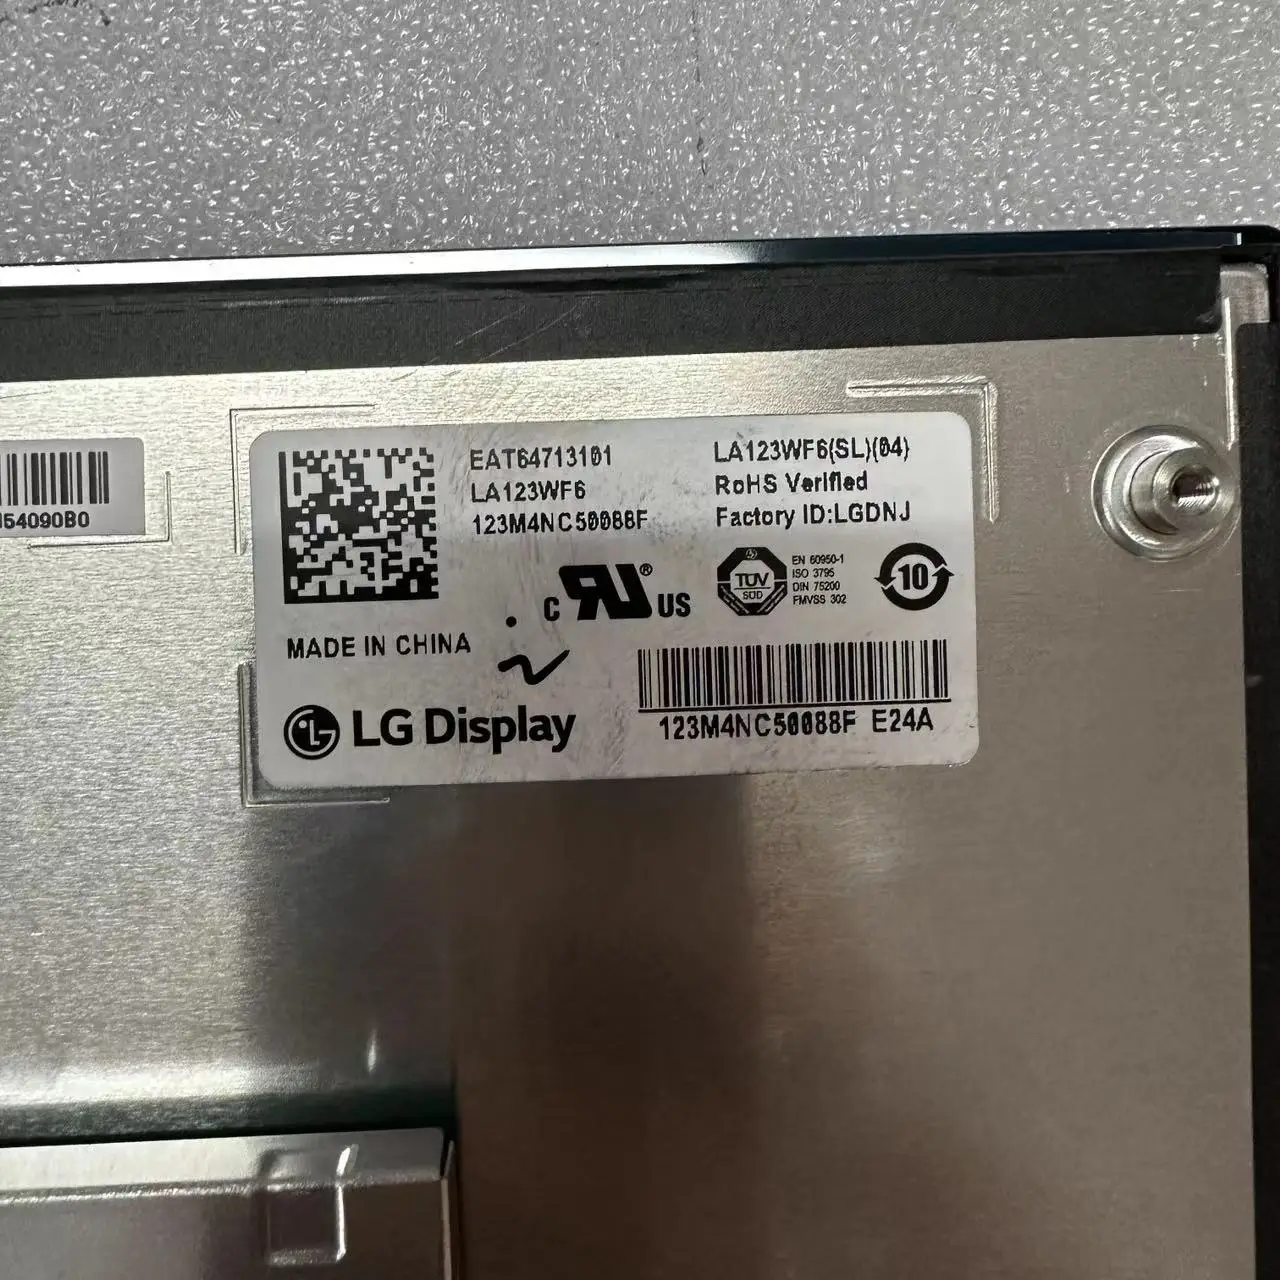 EAT64713101
LA123WF6
123M4NC50088F
LA123WF6(SL)(04)
RoHS Verified
Factory ID:LGDNJ
54090B0
c RU® US
TÜV
SÜD
EN 60950-1
ISO 3795
DIN 75200
FMVSS 302
10
MADE IN CHINA
LG Display
123M4NC50088F E24A